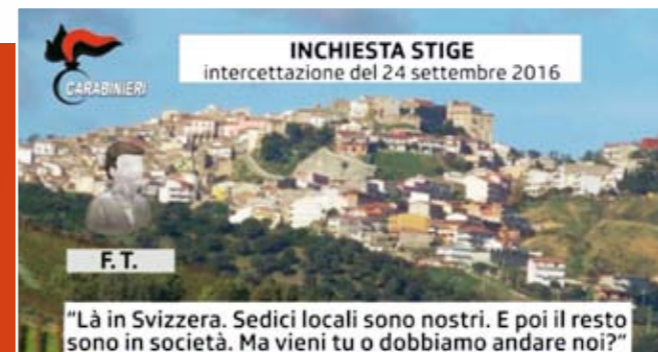 INCHIESTA STIGE
intercettazione del 24 settembre 2016
CARABINIERI
F. T.
"Là in Svizzera. Sedici locali sono nostri. E poi il resto
sono in società. Ma vieni tu o dobbiamo andare noi?"